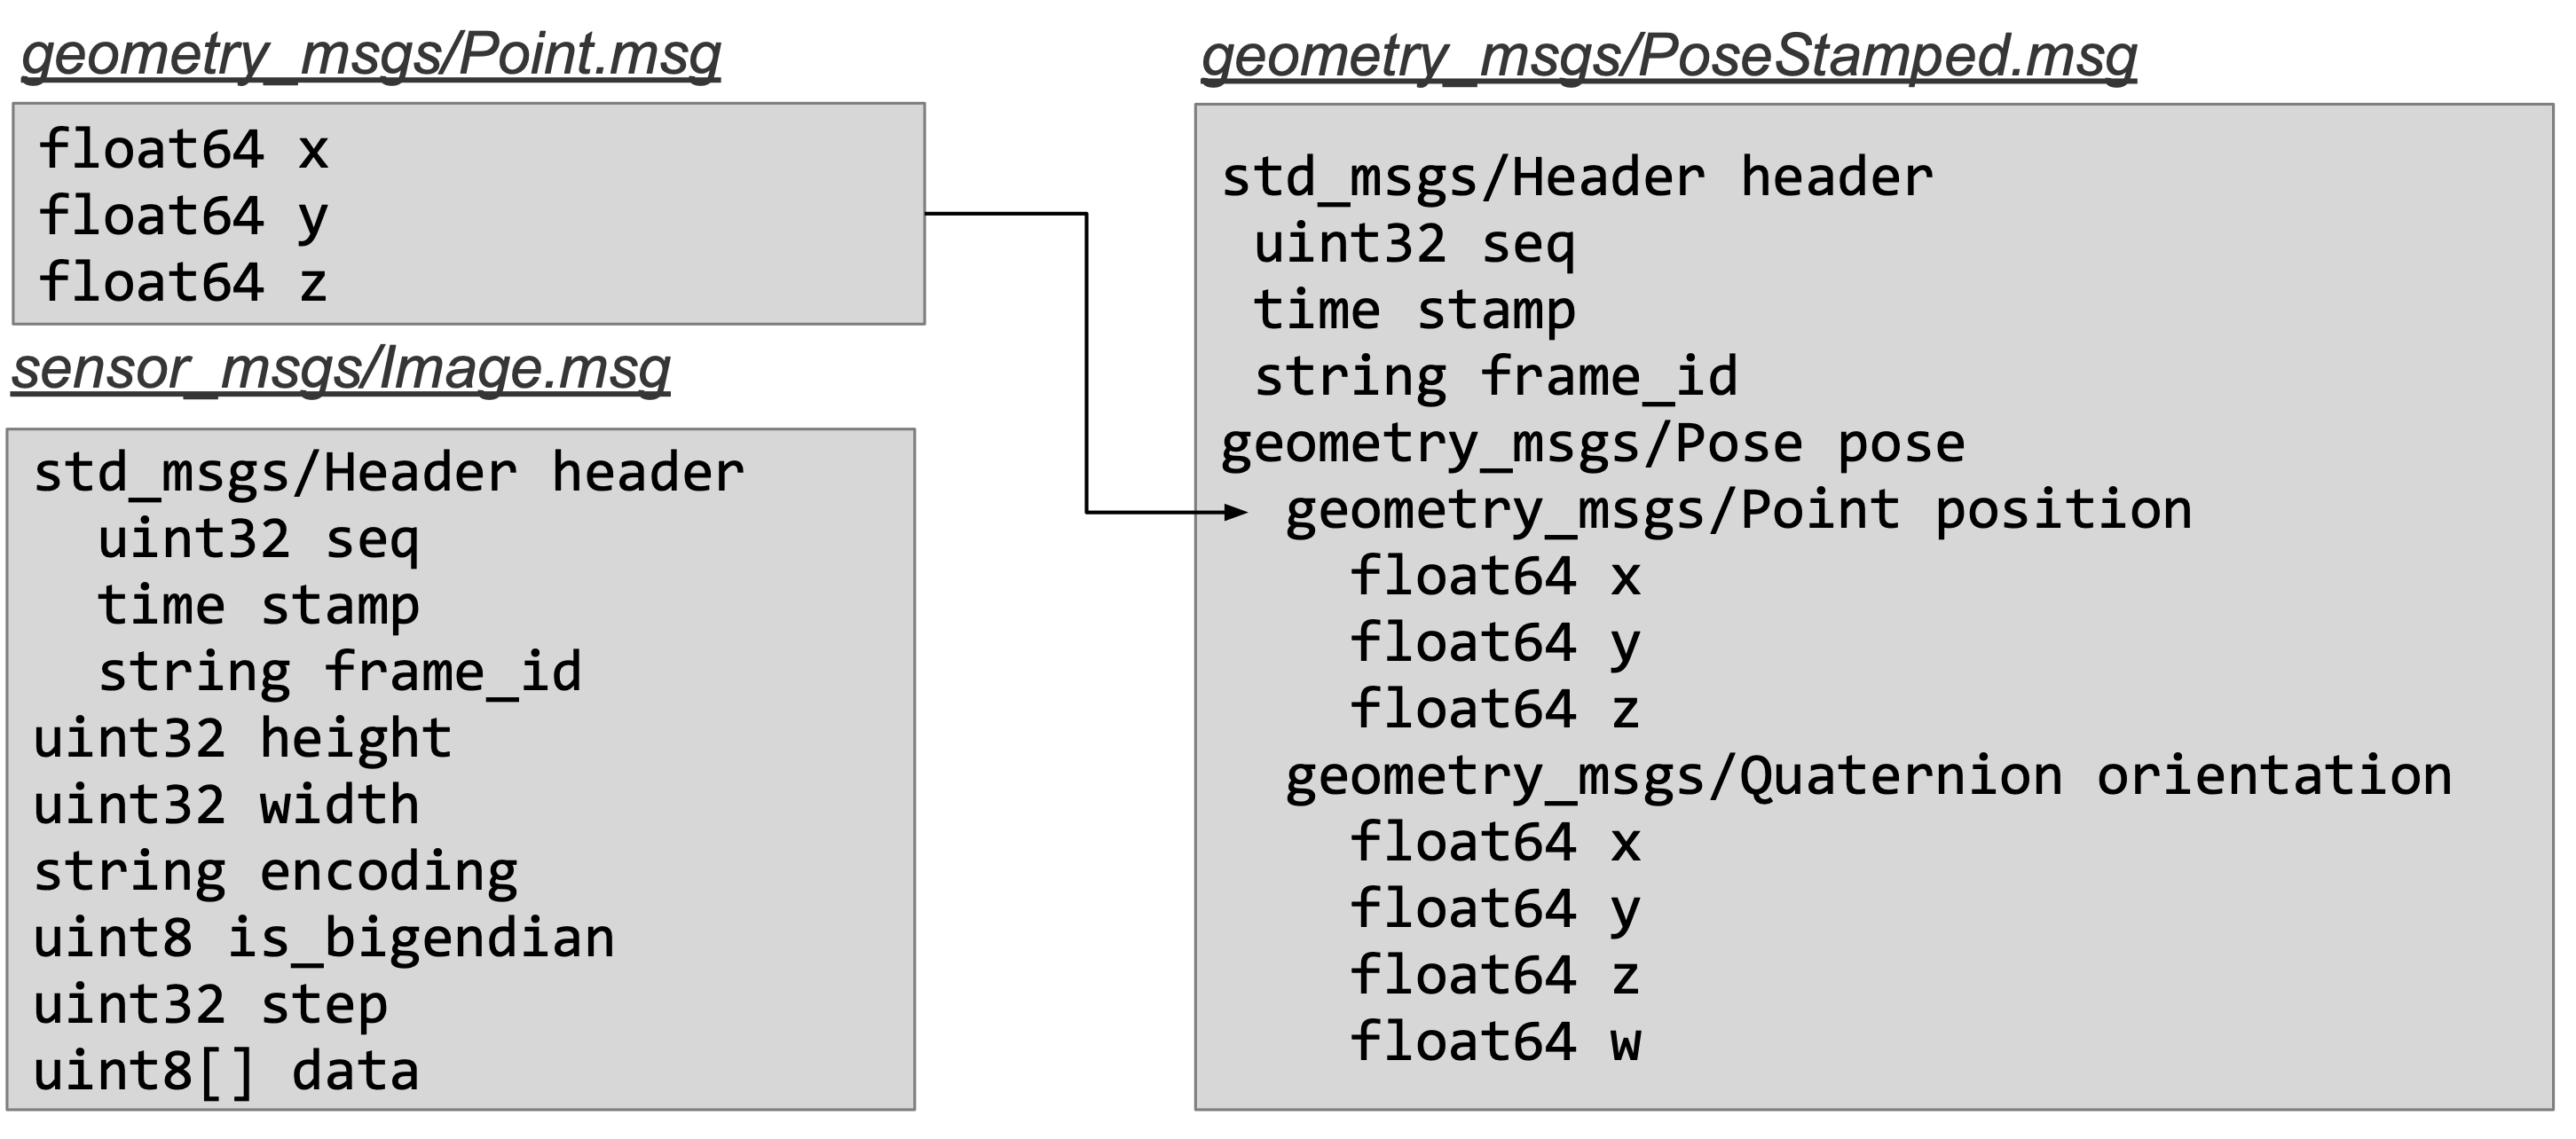 geometry_msgs/Point.msg
float64 x
float64 y
float64 z
sensor_msgs/Image.msg
std_msgs/Header header
uint32 seq
time stamp
string frame_id
uint32 height
uint32 width
string encoding
uint8 is_bigendian
uint32 step
uint8[] data
geometry_msgs/PoseStamped.msg
std_msgs/Header header
uint32 seq
time stamp
string frame_id
geometry_msgs/Pose pose
geometry_msgs/Point position
float64 x
float64 y
float64 z
geometry_msgs/Quaternion orientation
float64 x
float64 y
float64 z
float64 w